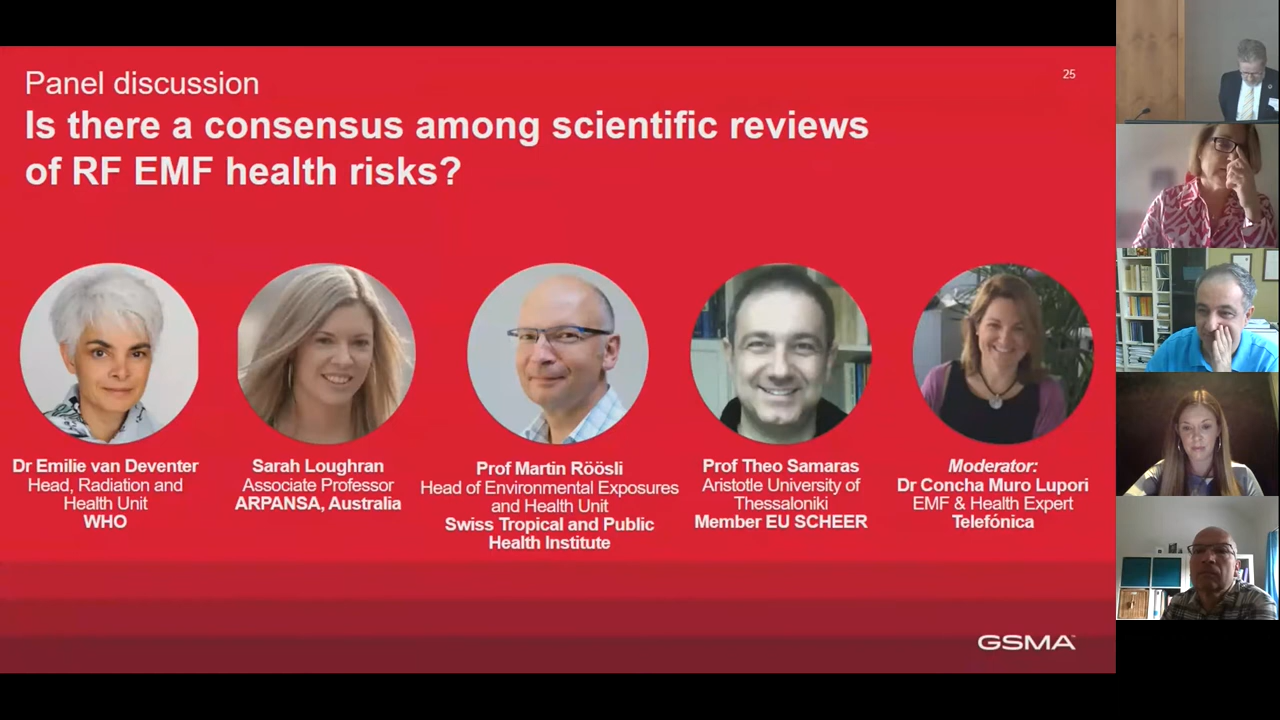 Panel discussion
25
Is there a consensus among scientific reviews
of RF EMF health risks?
Dr Emilie van Deventer
Head, Radiation and
Health Unit
WHO
Sarah Loughran
Associate Professor
ARPANSA, Australia
Prof Martin Röösli
Head of Environmental Exposures
and Health Unit
Swiss Tropical and Public
Health Institute
Prof Theo Samaras
Aristotle University of
Thessaloniki
Member EU SCHEER
Moderator:
Dr Concha Muro Lupori
EMF & Health Expert
Telefónica
GSMA™